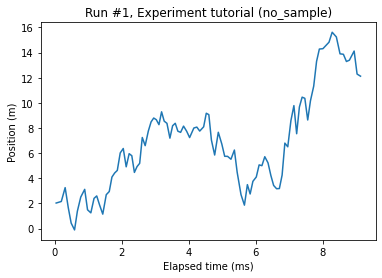 Run #1, Experiment tutorial (no_sample)
Position (m)
16
14
12
10
8
6
4
2
0
0 2 4 6 8
Elapsed time (ms)